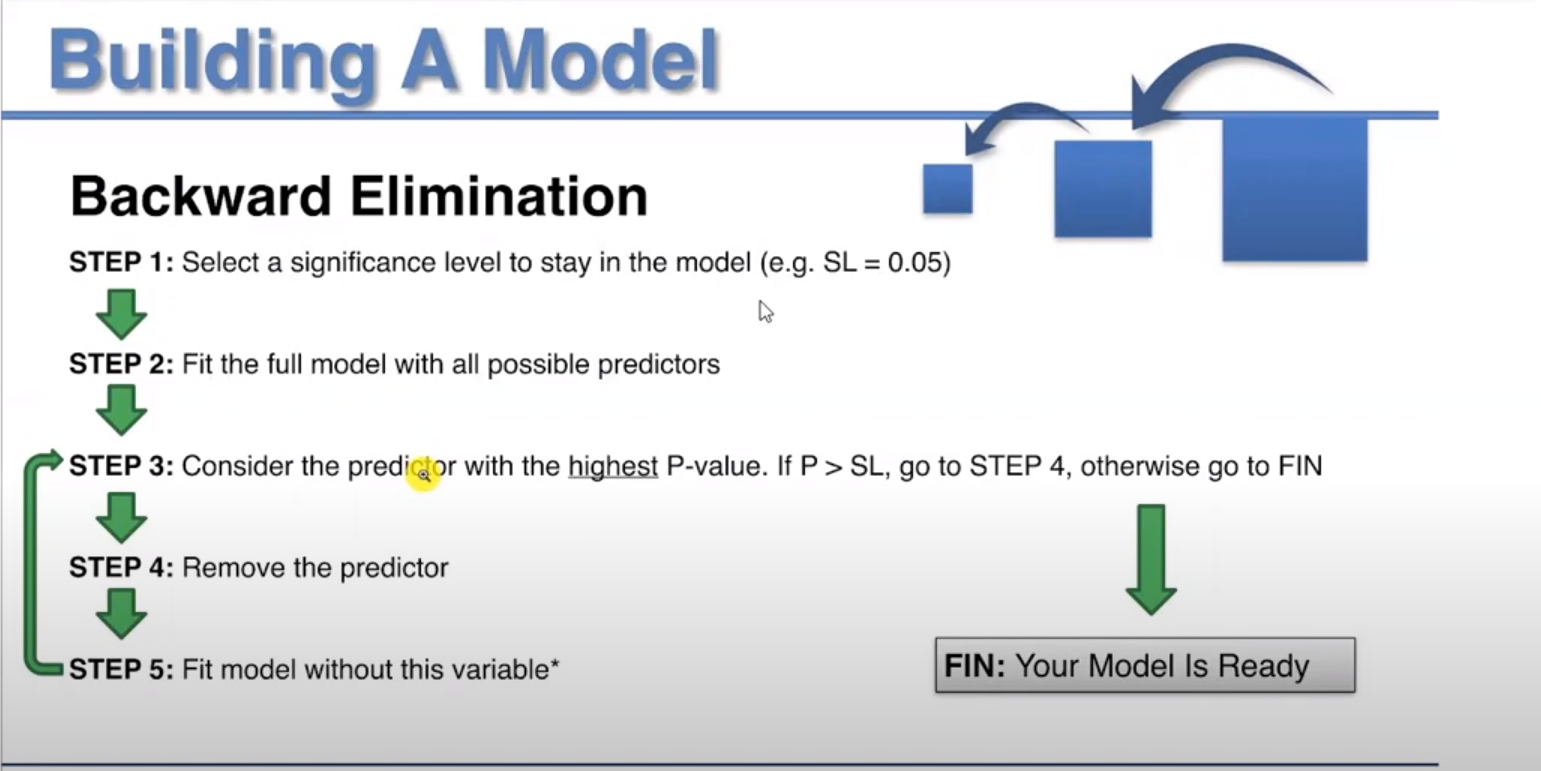 Building A Model
Backward Elimination
STEP 1: Select a significance level to stay in the model (e.g. SL = 0.05)
STEP 2: Fit the full model with all possible predictors
STEP 3: Consider the predictor with the highest P-value. If P > SL, go to STEP 4, otherwise go to FIN
STEP 4: Remove the predictor
STEP 5: Fit model without this variable*
FIN: Your Model Is Ready